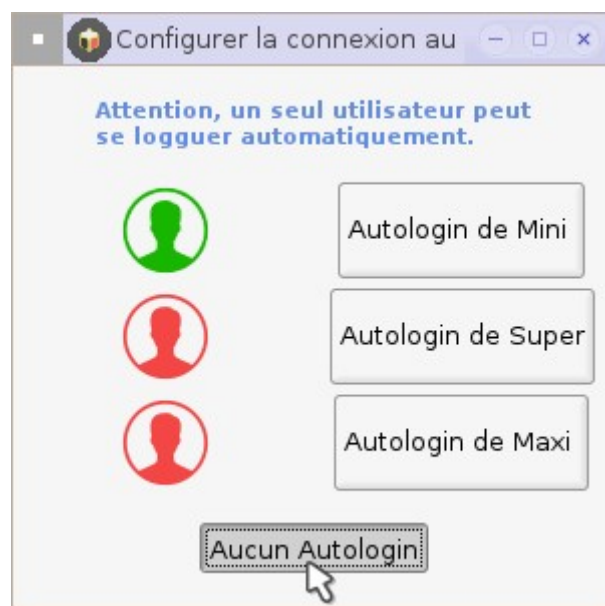 Configurer la connexion au
Attention, un seul utilisateur peut
se logguer automatiquement.
Autologin de Mini
Autologin de Super
Autologin de Maxi
Aucun Autologin